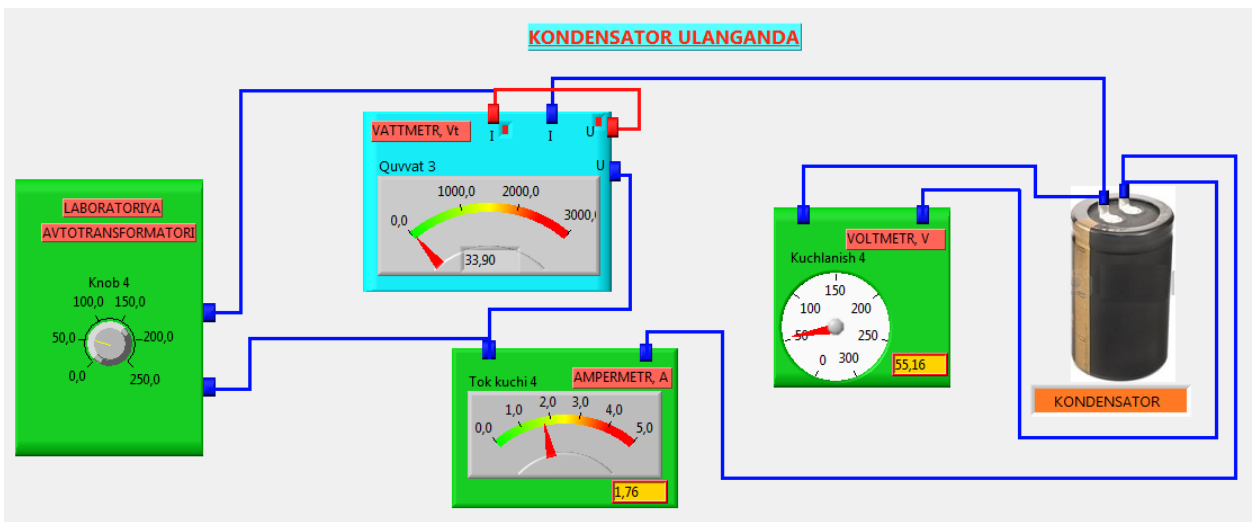 KONDENSATOR ULANGANDA
VATTMETR, Vt
I
I
U
U
Quvvat 3
0,0
1000,0
2000,0
3000,
33,90
LABORATORIYA
AVTOTRANSFORMATORI
Knob 4
0,0
50,0
100,0
150,0
200,0
250,0
VOLTMETR, V
Kuchlanish 4
0
50
100
150
200
250
300
55,16
AMPERMETR, A
Tok kuchi 4
0,0
1,0
2,0
3,0
4,0
5,0
1,76
KONDENSATOR